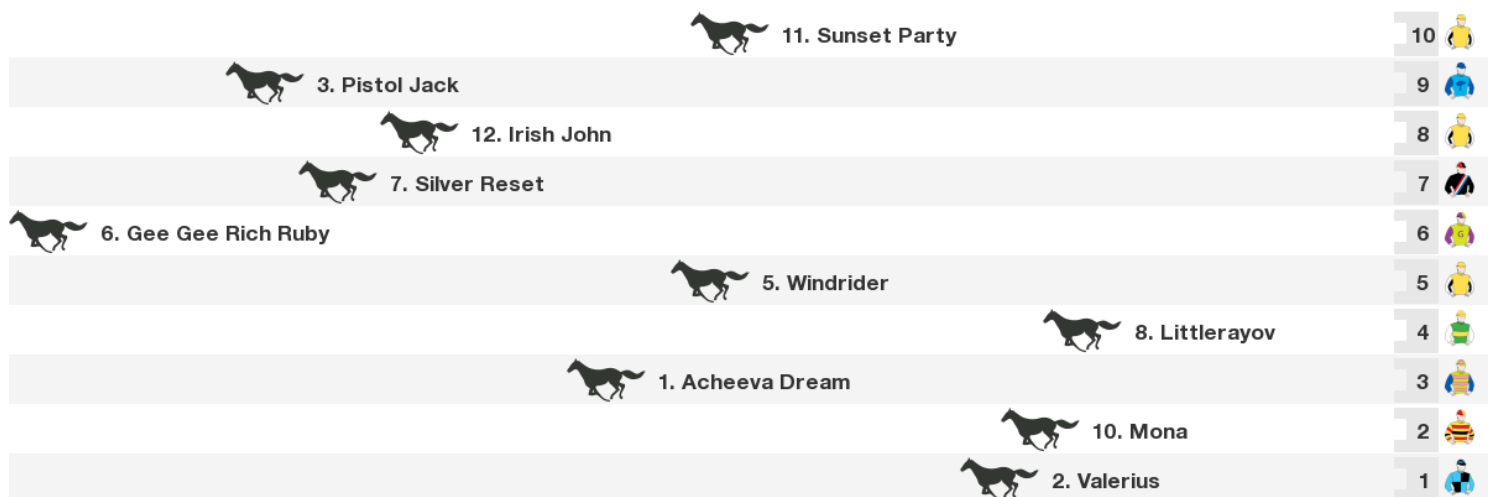 11. Sunset Party 10
3. Pistol Jack 9
12. Irish John 8
7. Silver Reset 7
6. Gee Gee Rich Ruby 6
5. Windrider 5
8. Littlerayov 4
1. Acheeva Dream 3
10. Mona 2
2. Valerius 1